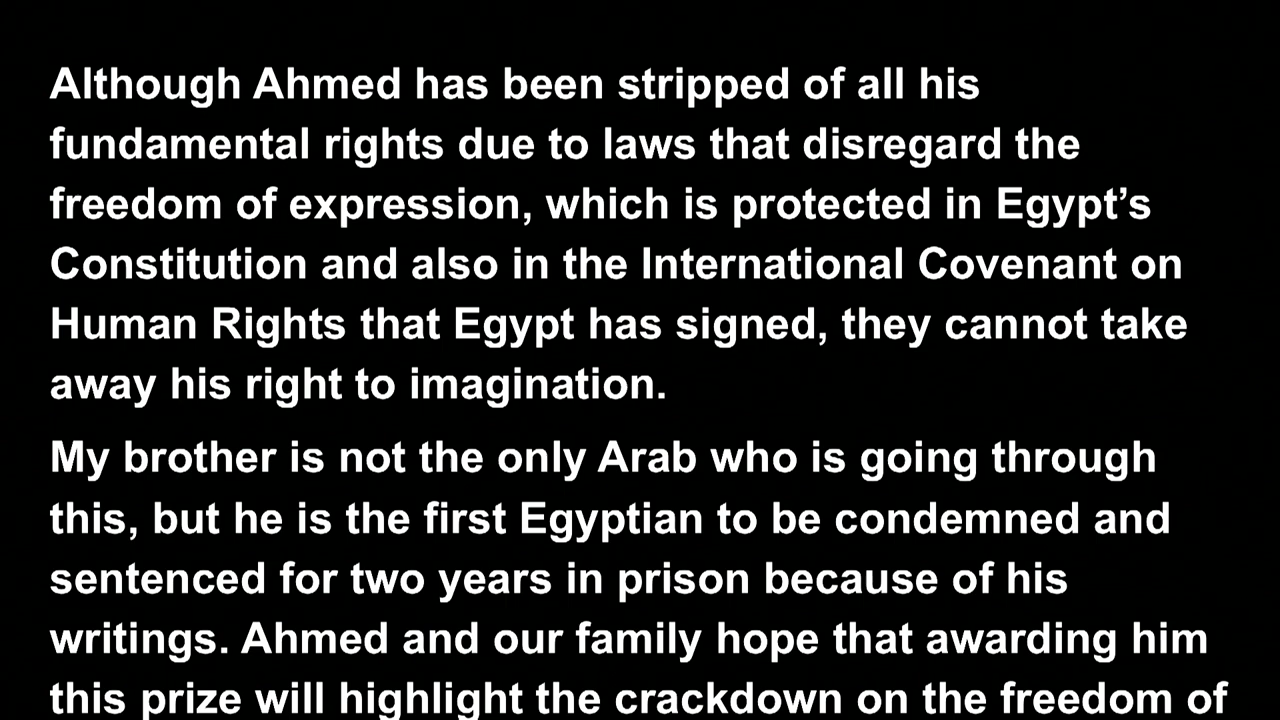 Although Ahmed has been stripped of all his
fundamental rights due to laws that disregard the
freedom of expression, which is protected in Egypt’s
Constitution and also in the International Covenant on
Human Rights that Egypt has signed, they cannot take
away his right to imagination.
My brother is not the only Arab who is going through
this, but he is the first Egyptian to be condemned and
sentenced for two years in prison because of his
writings. Ahmed and our family hope that awarding him
this prize will highlight the crackdown on the freedom of